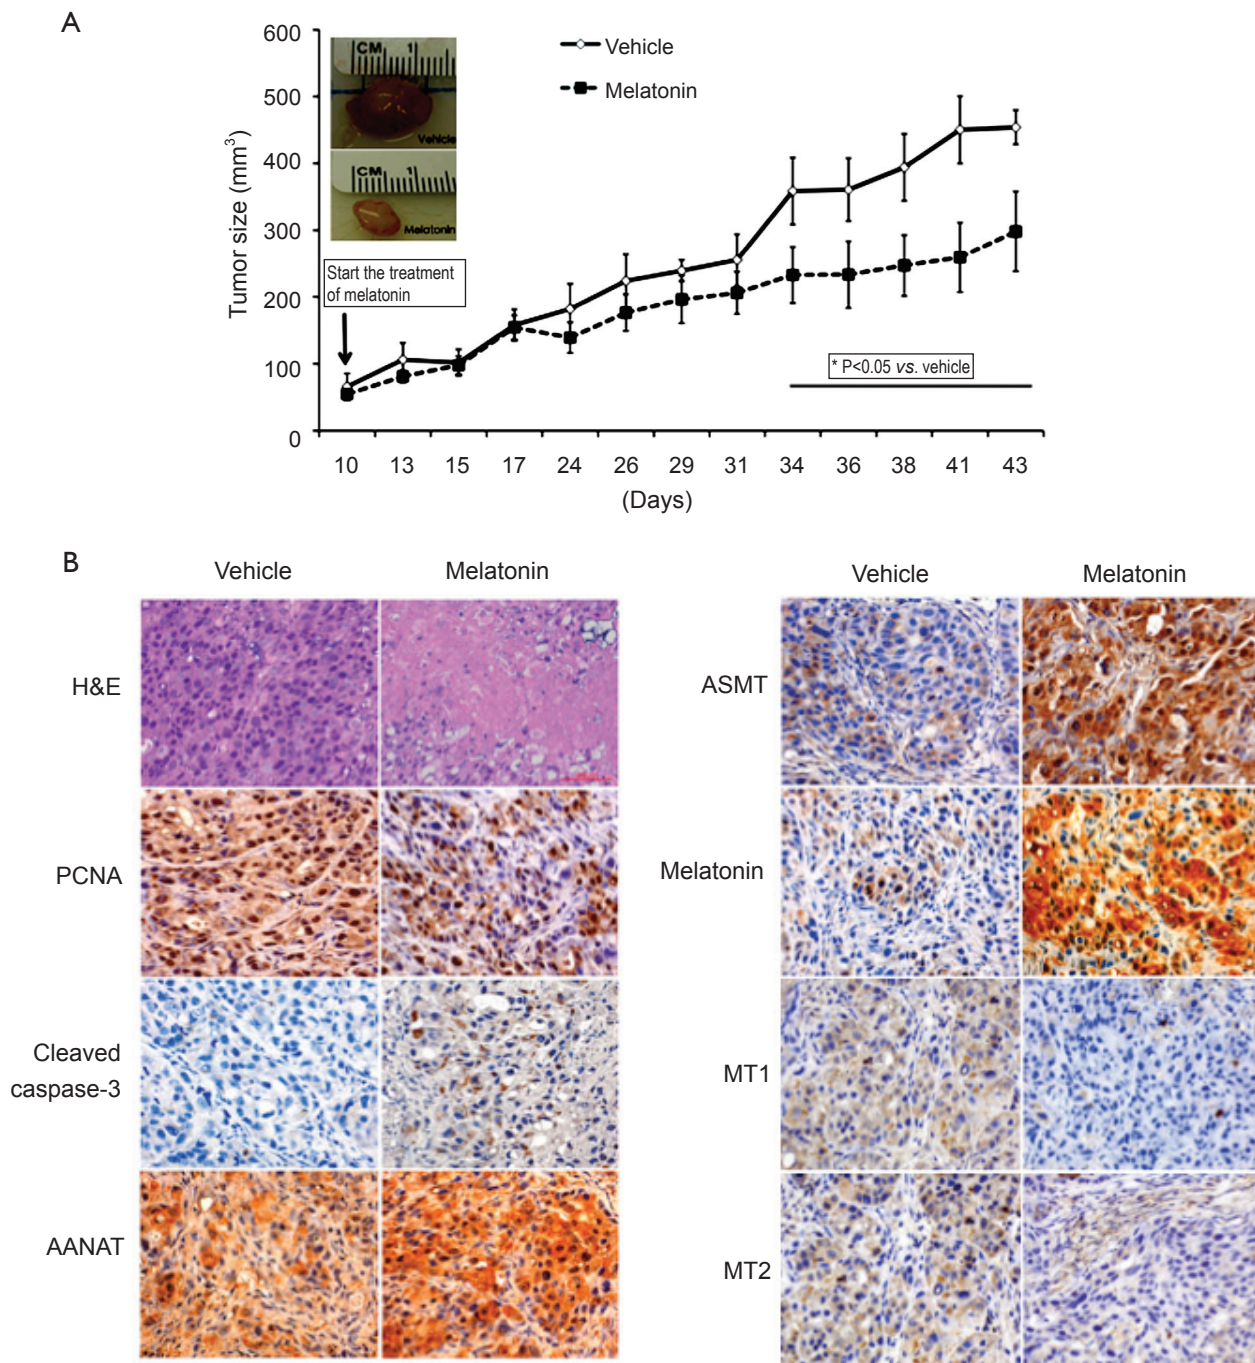 A
600
500
400
300
200
100
0
Tumor size (mm³)
Vehicle
Melatonin
CM 1
Vehicle
CM 1
Melatonin
Start the treatment
of melatonin
* P<0.05 vs. vehicle
10 13 15 17 24 26 29 31 34 36 38 41 43
(Days)
B
Vehicle Melatonin
H&E
PCNA
Cleaved
caspase-3
AANAT
Vehicle Melatonin
ASMT
Melatonin
MT1
MT2